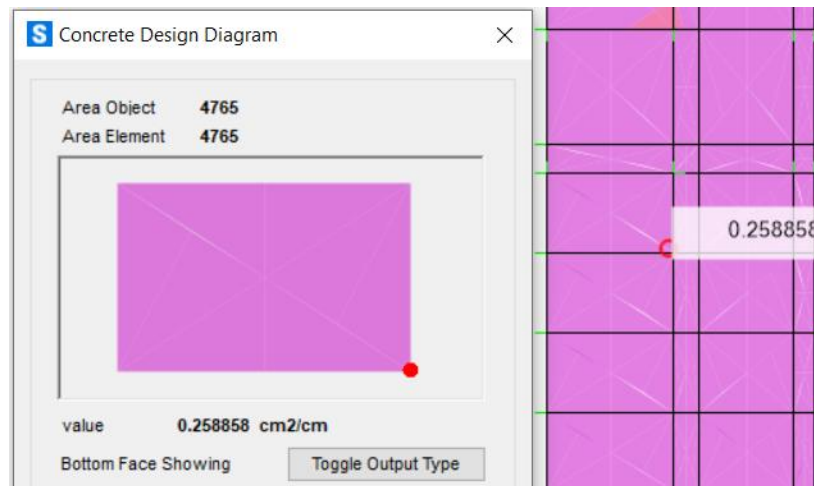 S Concrete Design Diagram
Area Object 4765
Area Element 4765
0.258858
value 0.258858 cm2/cm
Bottom Face Showing Toggle Output Type